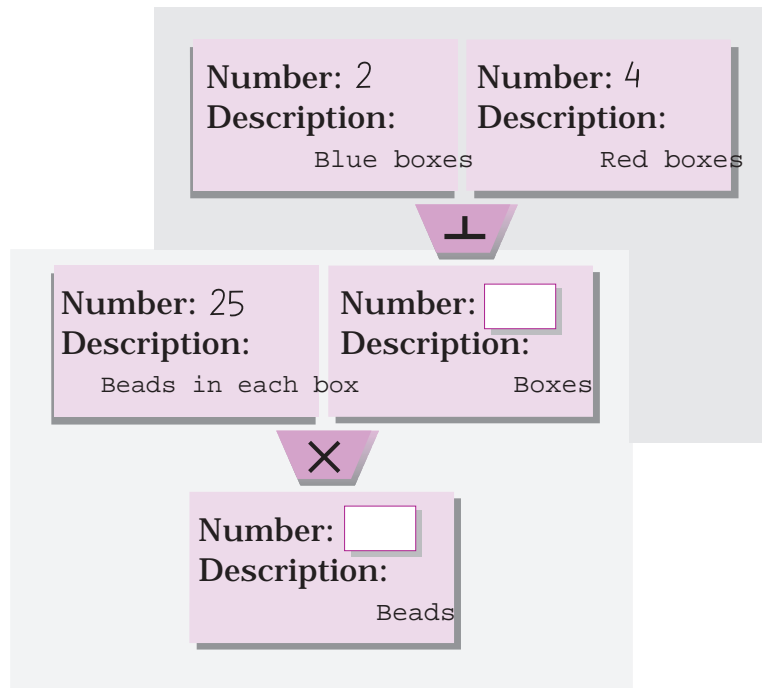 Number: 2
Description:
Blue boxes
Number: 4
Description:
Red boxes
⊥
Number: 25
Description:
Beads in each box
Number:
Description:
Boxes
×
Number:
Description:
Beads